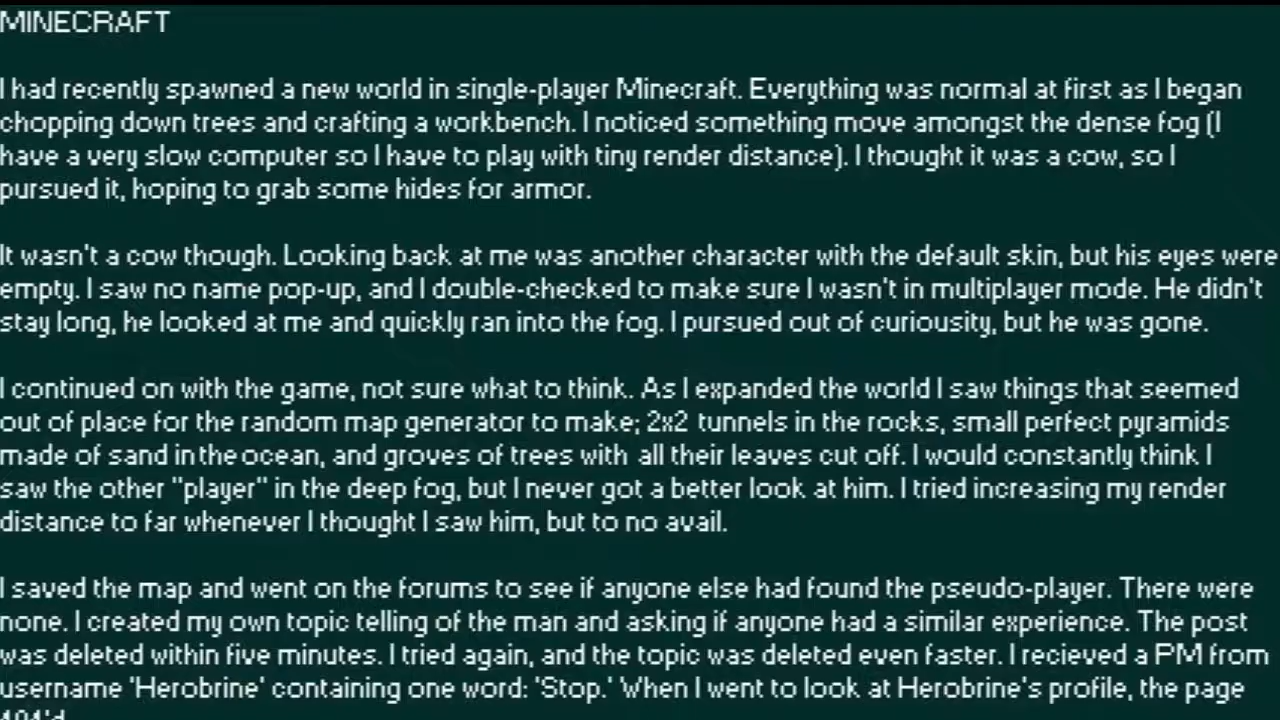 MINECRAFT
I had recently spawned a new world in single-player Minecraft. Everything was normal at first as I began
chopping down trees and crafting a workbench. I noticed something move amongst the dense fog (I
have a very slow computer so I have to play with tiny render distance). I thought it was a cow, so I
pursued it, hoping to grab some hides for armor.
It wasn't a cow though. Looking back at me was another character with the default skin, but his eyes were
empty. I saw no name pop-up, and I double-checked to make sure I wasn't in multiplayer mode. He didn't
stay long, he looked at me and quickly ran into the fog. I pursued out of curiousity, but he was gone.
I continued on with the game, not sure what to think. As I expanded the world I saw things that seemed
out of place for the random map generator to make; 2x2 tunnels in the rocks, small perfect pyramids
made of sand in the ocean, and groves of trees with all their leaves cut off. I would constantly think I
saw the other "player" in the deep fog, but I never got a better look at him. I tried increasing my render
distance to far whenever I thought I saw him, but to no avail.
I saved the map and went on the forums to see if anyone else had found the pseudo-player. There were
none. I created my own topic telling of the man and asking if anyone had a similar experience. The post
was deleted within five minutes. I tried again, and the topic was deleted even faster. I recieved a PM from
username 'Herobrine' containing one word: 'Stop.' When I went to look at Herobrine's profile, the page
404'd